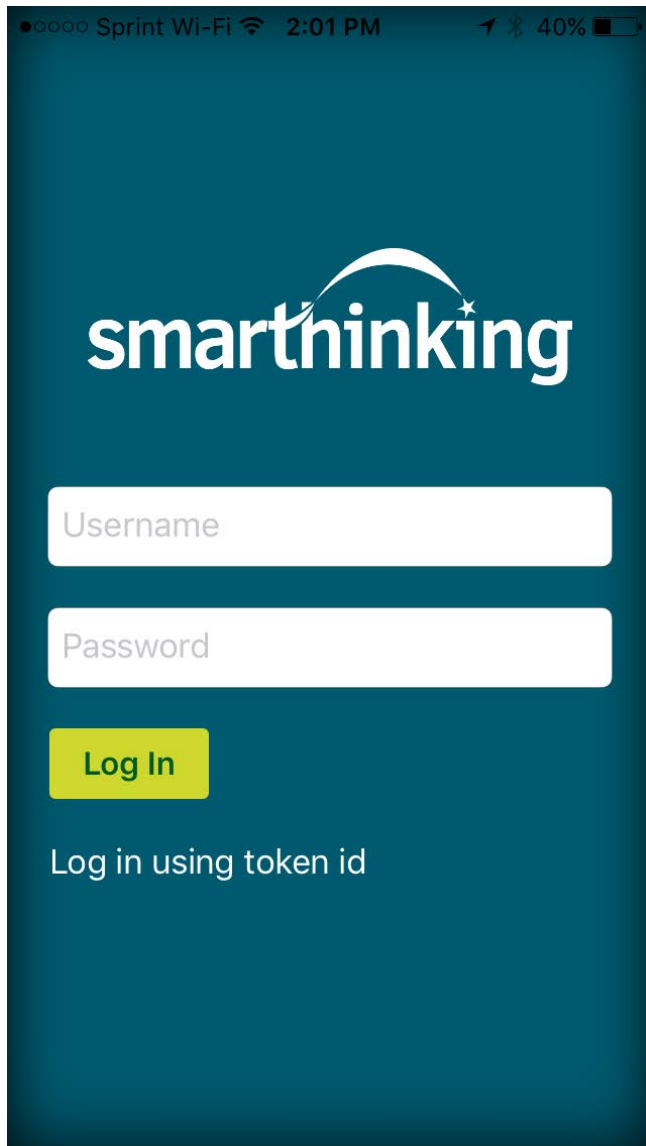 Sprint Wi-Fi 2:01 PM 40%
smarthinking
Username
Password
Log In
Log in using token id